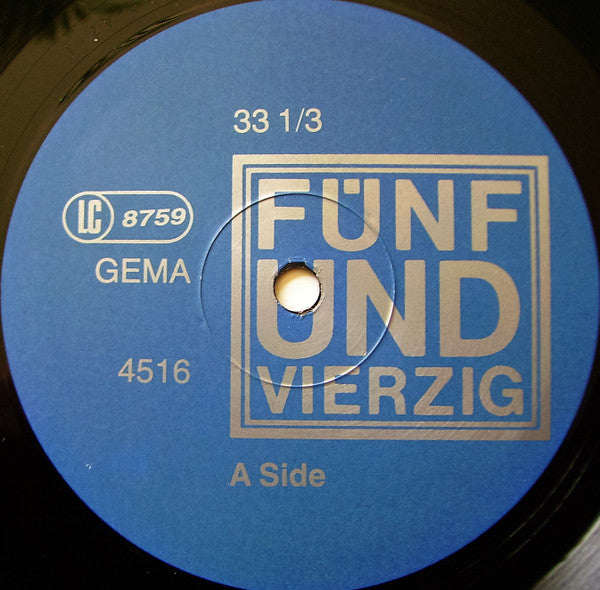 33 1/3
LC 8759
GEMA
4516
FÜNF
UND
VIERZIG
A Side